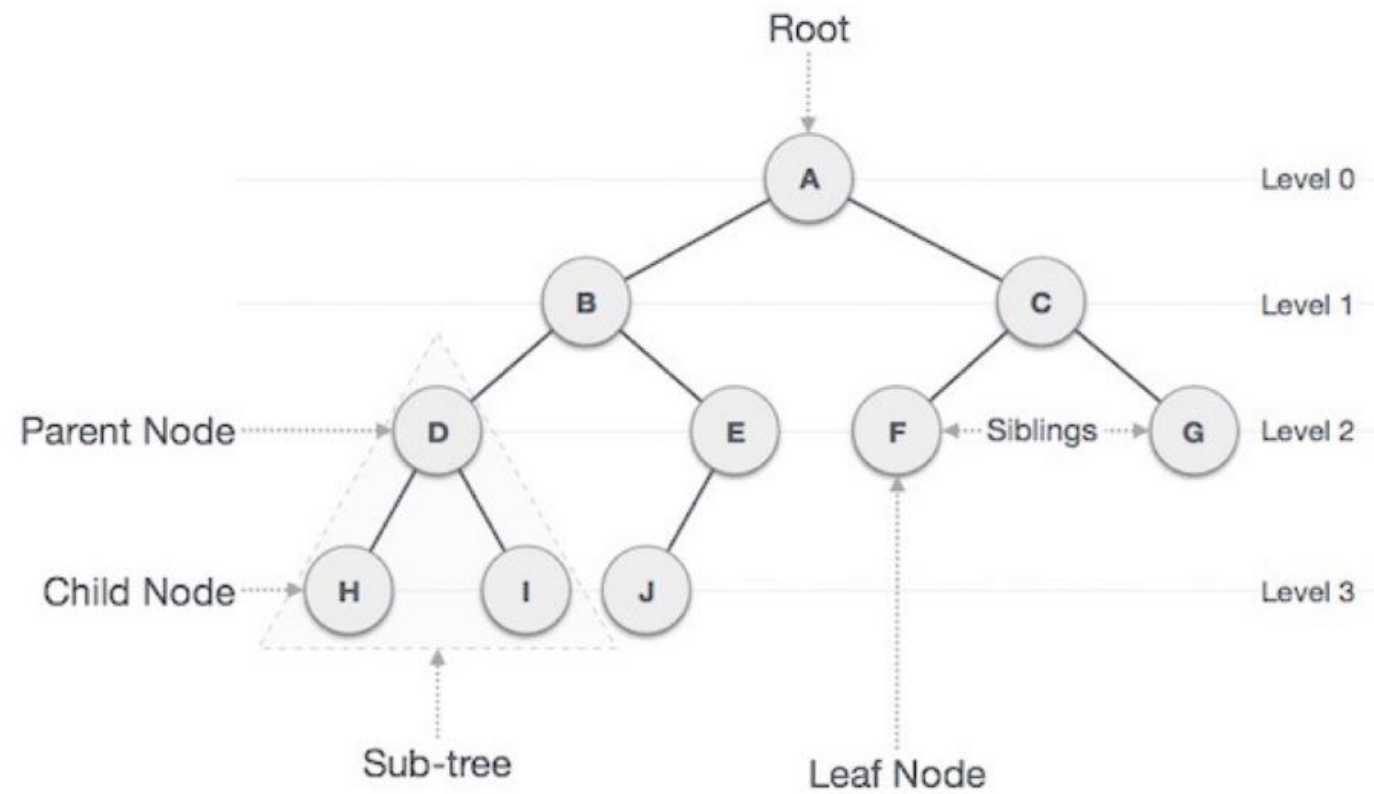 Root
A
Level 0
B
C
Level 1
Parent Node
D
E
F
Siblings
G
Level 2
Child Node
H
I
J
Level 3
Sub-tree
Leaf Node